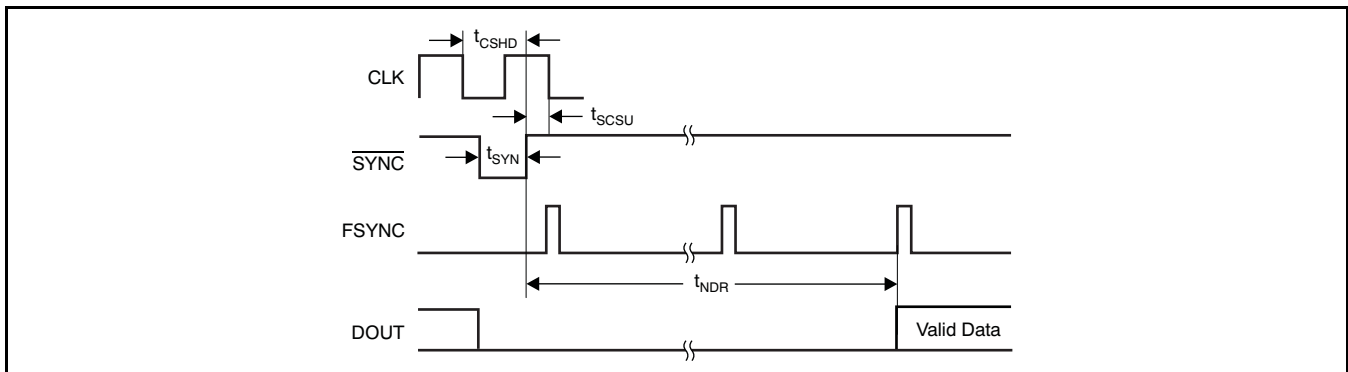 tCSHD
CLK
tSCSU
SYNC
tSYN
FSYNC
tNDR
DOUT
Valid Data